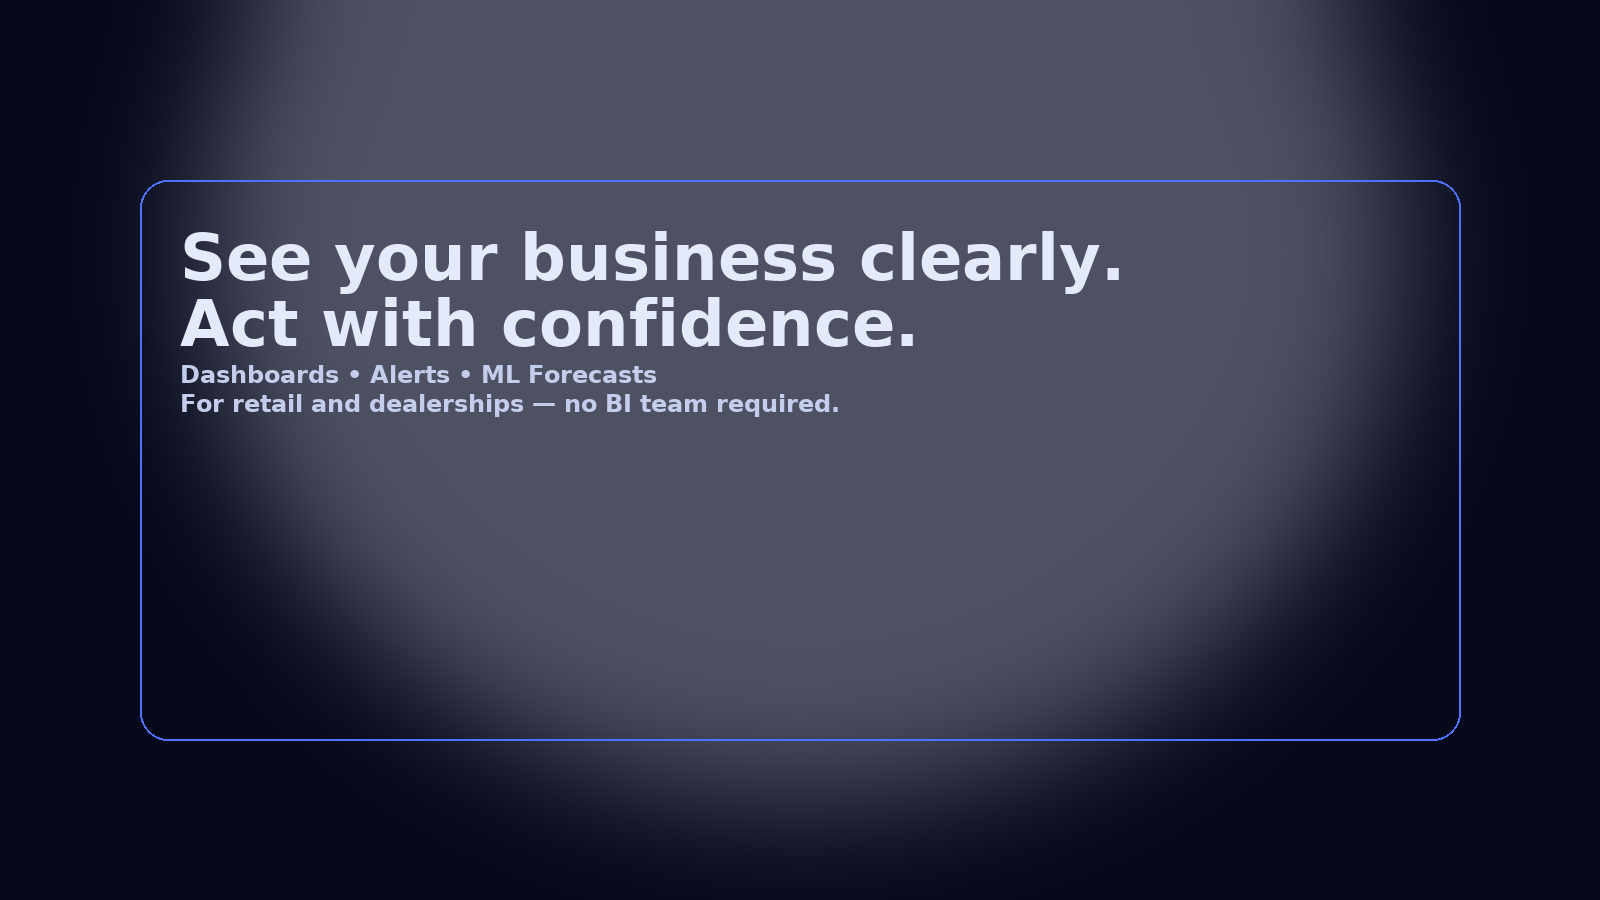 See your business clearly.
Act with confidence.
Dashboards • Alerts • ML Forecasts
For retail and dealerships — no BI team required.